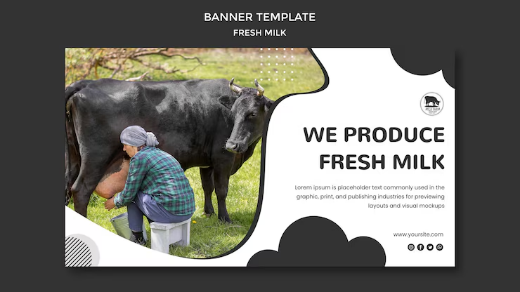 BANNER TEMPLATE
FRESH MILK
WE PRODUCE
FRESH MILK
Lorem ipsum is placeholder text commonly used in the
graphic, print, and publishing industries for previewing
layouts and visual mockups
www.yoursite.com